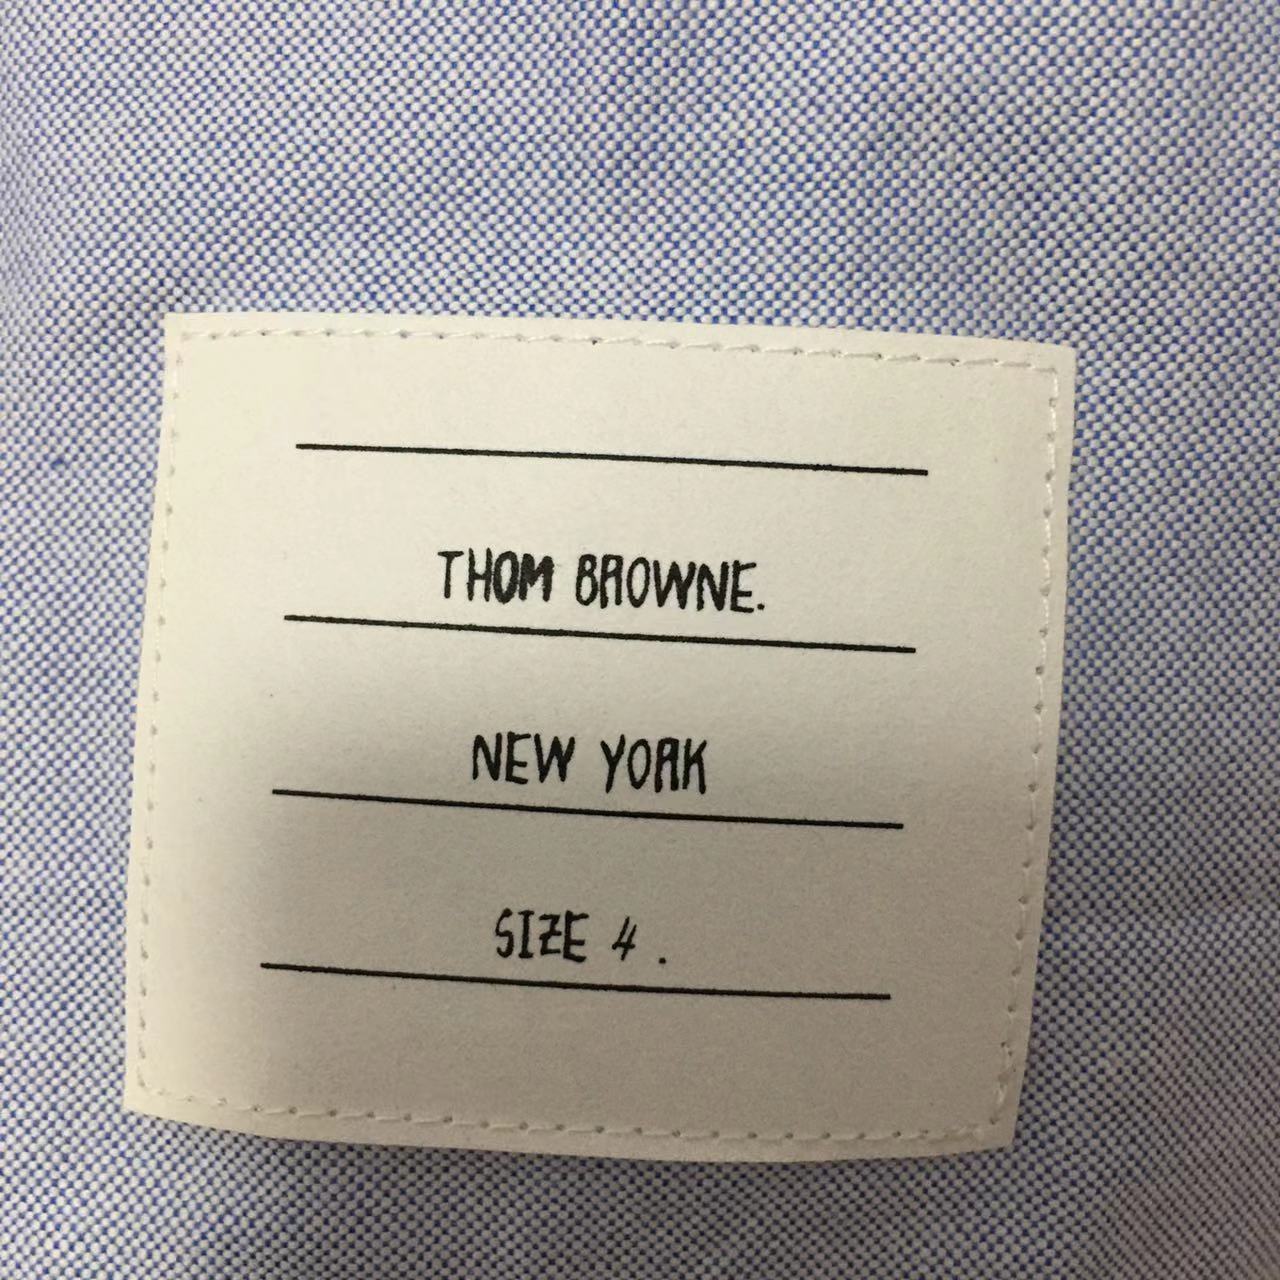 THOM BROWNE.
NEW YORK
SIZE 4 .